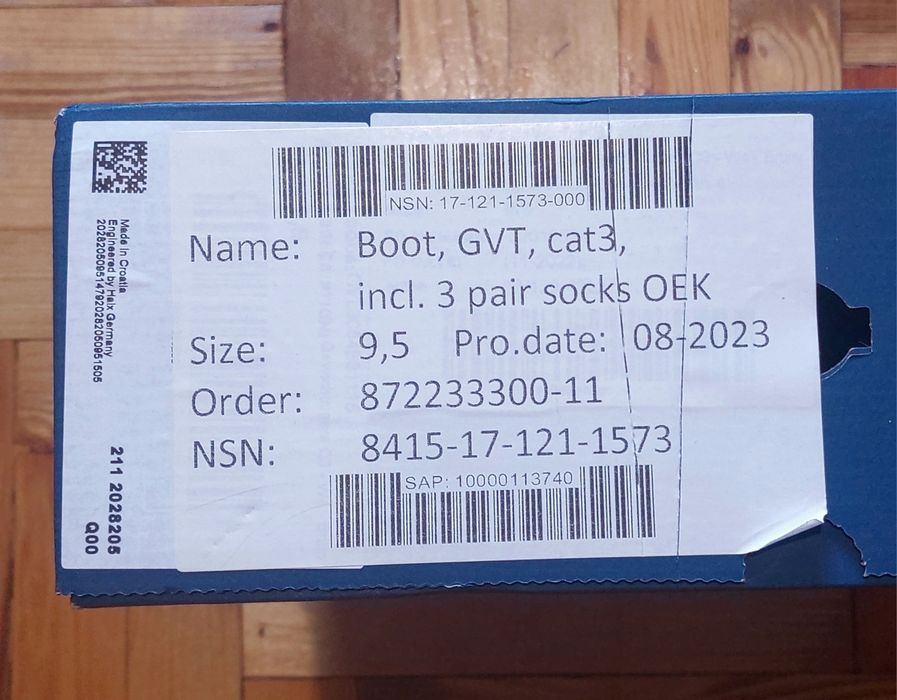 NSN: 17-121-1573-000
Name: Boot, GVT, cat3,
incl. 3 pair socks OEK
Size: 9,5 Pro.date: 08-2023
Order: 872233300-11
NSN: 8415-17-121-1573
SAP: 10000113740
Made in Croatia
Engineered by Haix Germany
2028205095147920282050951505
211 2028205
Q00